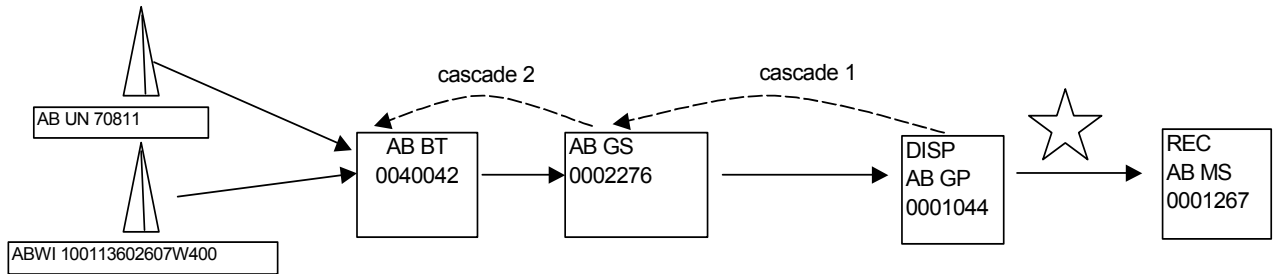 cascade 2
cascade 1
AB UN 70811
AB BT
0040042
AB GS
0002276
DISP
AB GP
0001044
REC
AB MS
0001267
ABWI 100113602607W400